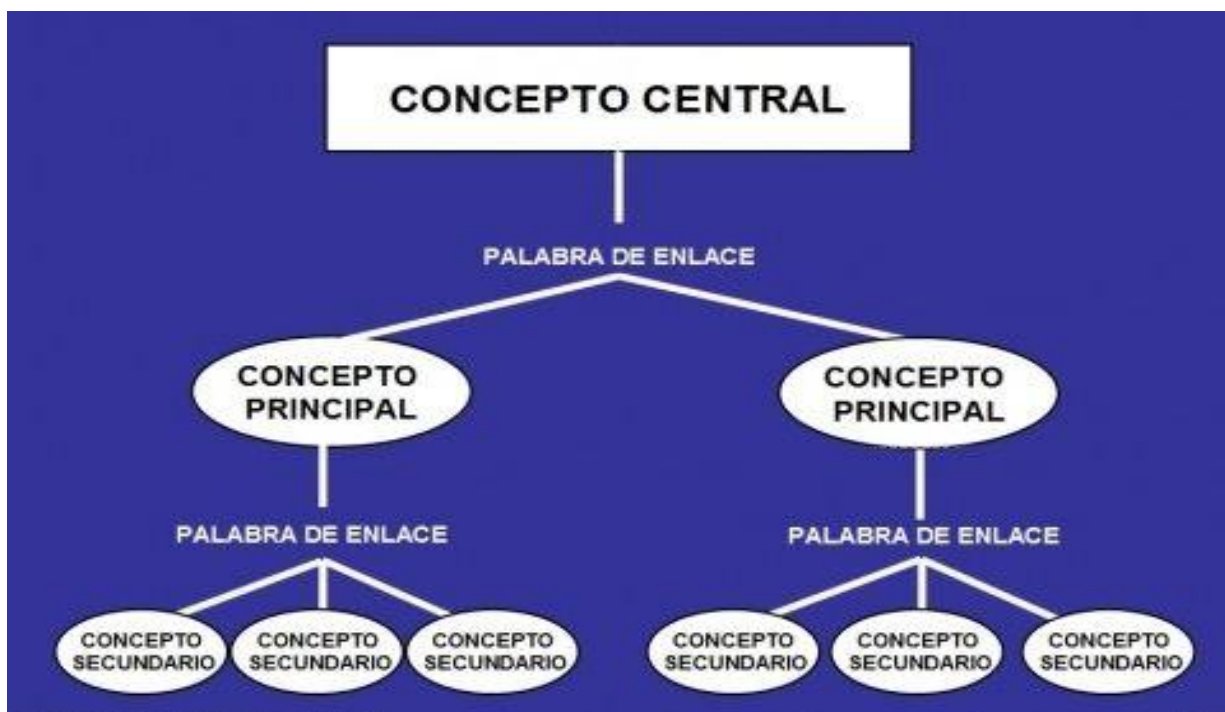 CONCEPTO CENTRAL
PALABRA DE ENLACE
CONCEPTO
PRINCIPAL
CONCEPTO
PRINCIPAL
PALABRA DE ENLACE
PALABRA DE ENLACE
CONCEPTO
SECUNDARIO
CONCEPTO
SECUNDARIO
CONCEPTO
SECUNDARIO
CONCEPTO
SECUNDARIO
CONCEPTO
SECUNDARIO
CONCEPTO
SECUNDARIO